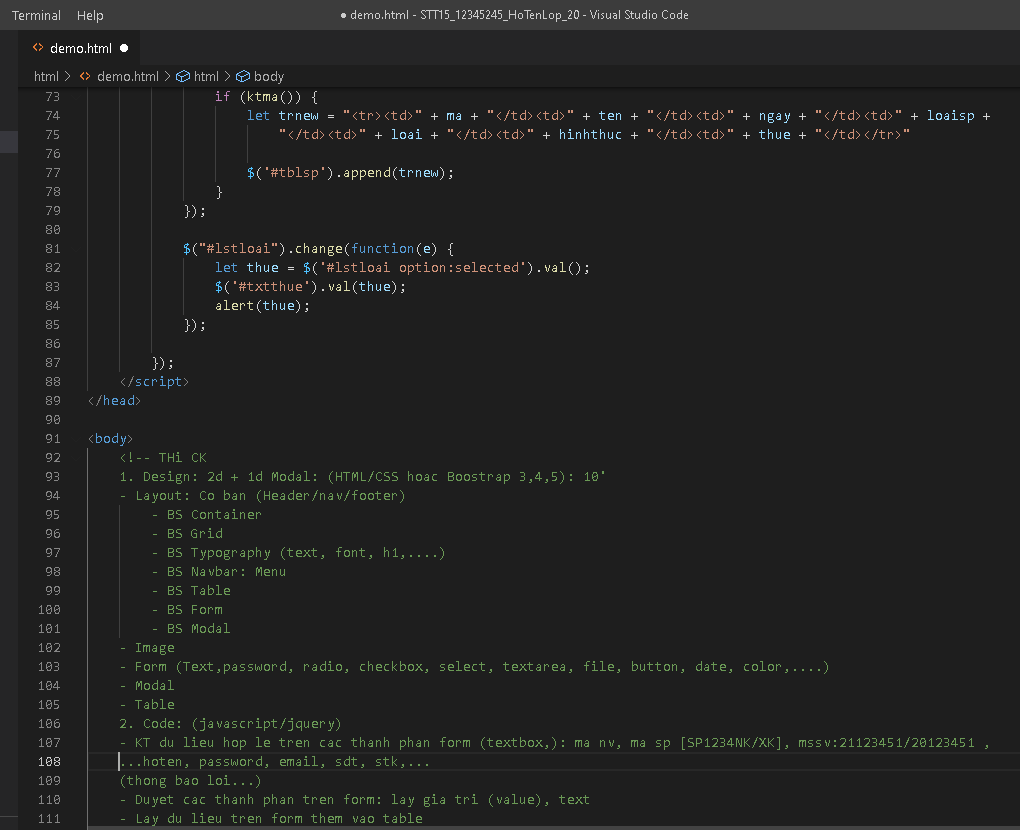 Terminal Help ● demo.html - STT15_12345245_HoTenLop_20 - Visual Studio Code
<> demo.html ●
html > <> demo.html > html > body
73 if (ktma()) {
74 let trnew = "<tr><td>" + ma + "</td><td>" + ten + "</td><td>" + ngay + "</td><td>" + loaisp +
75 "</td><td>" + loai + "</td><td>" + hinhthuc + "</td><td>" + thue + "</td></tr>"
76
77 $('#tblsp').append(trnew);
78 }
79 });
80
81 $("#lstloai").change(function(e) {
82 let thue = $('#lstloai option:selected').val();
83 $('#txtthue').val(thue);
84 alert(thue);
85 });
86
87 });
88 </script>
89 </head>
90
91 <body>
92 <!-- THi CK
93 1. Design: 2d + 1d Modal: (HTML/CSS hoac Boostrap 3,4,5): 10'
94 - Layout: Co ban (Header/nav/footer)
95 - BS Container
96 - BS Grid
97 - BS Typography (text, font, h1,....)
98 - BS Navbar: Menu
99 - BS Table
100 - BS Form
101 - BS Modal
102 - Image
103 - Form (Text,password, radio, checkbox, select, textarea, file, button, date, color,....)
104 - Modal
105 - Table
106 2. Code: (javascript/jquery)
107 - KT du lieu hop le tren cac thanh phan form (textbox,): ma nv, ma sp [SP1234NK/XK], mssv:21123451/20123451 ,
108 ...hoten, password, email, sdt, stk,...
109 (thong bao loi...)
110 - Duyet cac thanh phan tren form: lay gia tri (value), text
111 - Lay du lieu tren form them vao table